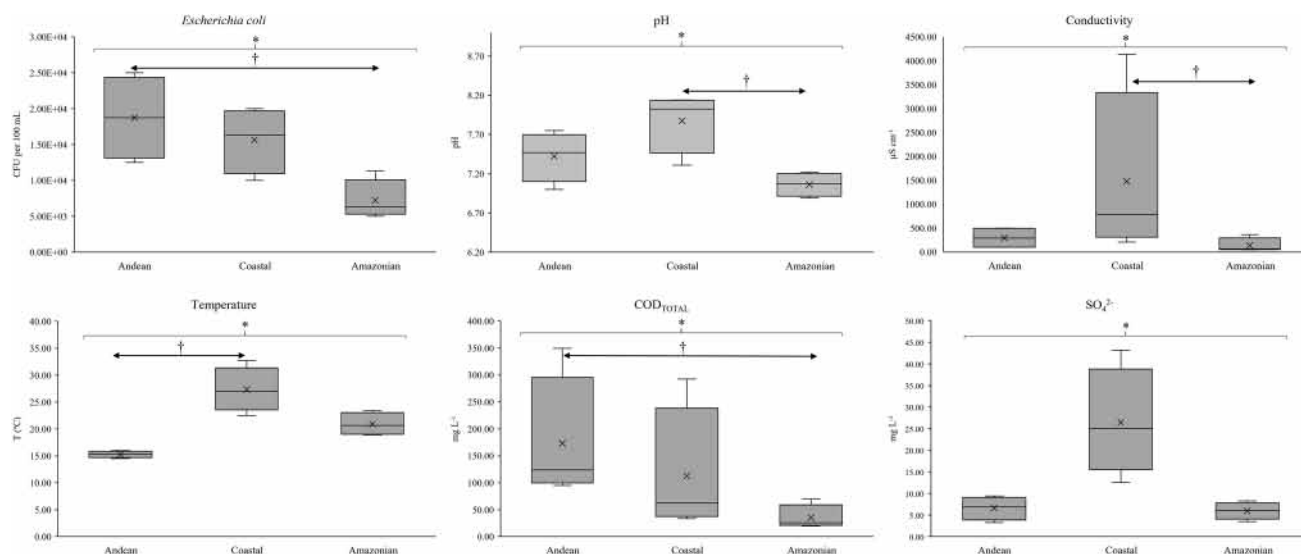 Escherichia coli
3.00E+04
2.50E+04
2.00E+04
1.50E+04
1.00E+04
5.00E+03
0.00E+00
CFU per 100 mL
*
†
Andean Coastal Amazonian
pH
8.70
8.20
7.70
7.20
6.70
6.20
pH
*
†
Andean Coastal Amazonian
Conductivity
4500.00
4000.00
3500.00
3000.00
2500.00
2000.00
1500.00
1000.00
500.00
0.00
µS cm⁻¹
*
†
Andean Coastal Amazonian
Temperature
40.00
35.00
30.00
25.00
20.00
15.00
10.00
5.00
0.00
T (ºC)
*
†
Andean Coastal Amazonian
COD_TOTAL
400.00
350.00
300.00
250.00
200.00
150.00
100.00
50.00
0.00
mg L⁻¹
*
†
Andean Coastal Amazonian
SO₄²⁻
50.00
45.00
40.00
35.00
30.00
25.00
20.00
15.00
10.00
5.00
0.00
mg L⁻¹
*
Andean Coastal Amazonian